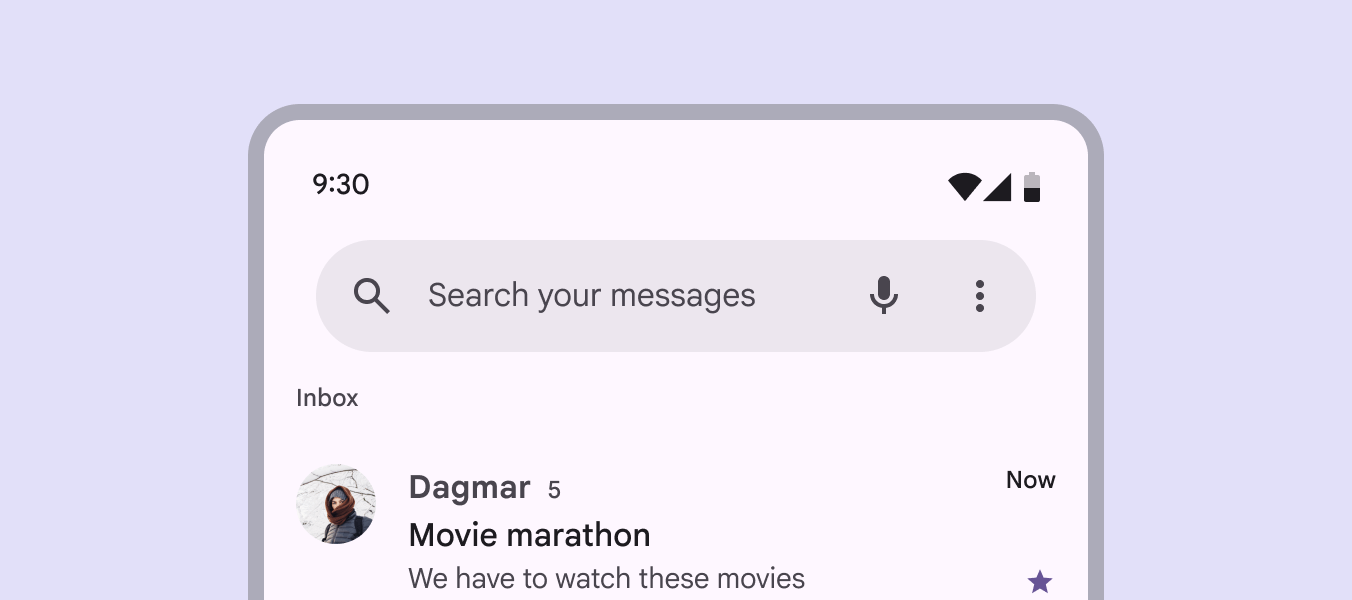 9:30
Search your messages
Inbox
Dagmar 5
Now
Movie marathon
We have to watch these movies